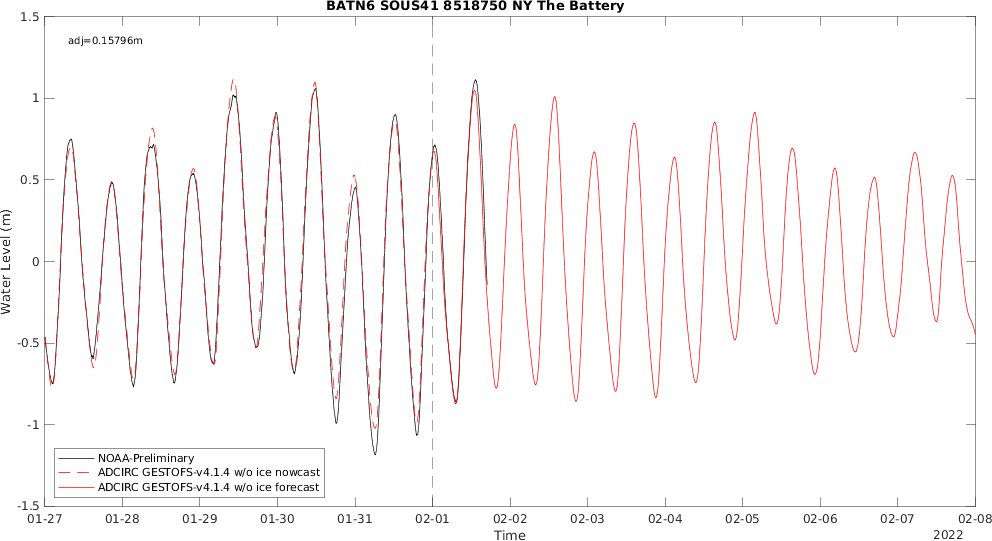 BATN6 SOUS41 8518750 NY The Battery
adj=0.15796m
1.5
1
0.5
0
-0.5
-1
-1.5
Water Level (m)
NOAA-Preliminary
ADCIRC GESTOFS-v4.1.4 w/o ice nowcast
ADCIRC GESTOFS-v4.1.4 w/o ice forecast
01-27 01-28 01-29 01-30 01-31 02-01 02-02 02-03 02-04 02-05 02-06 02-07 02-08
Time
2022